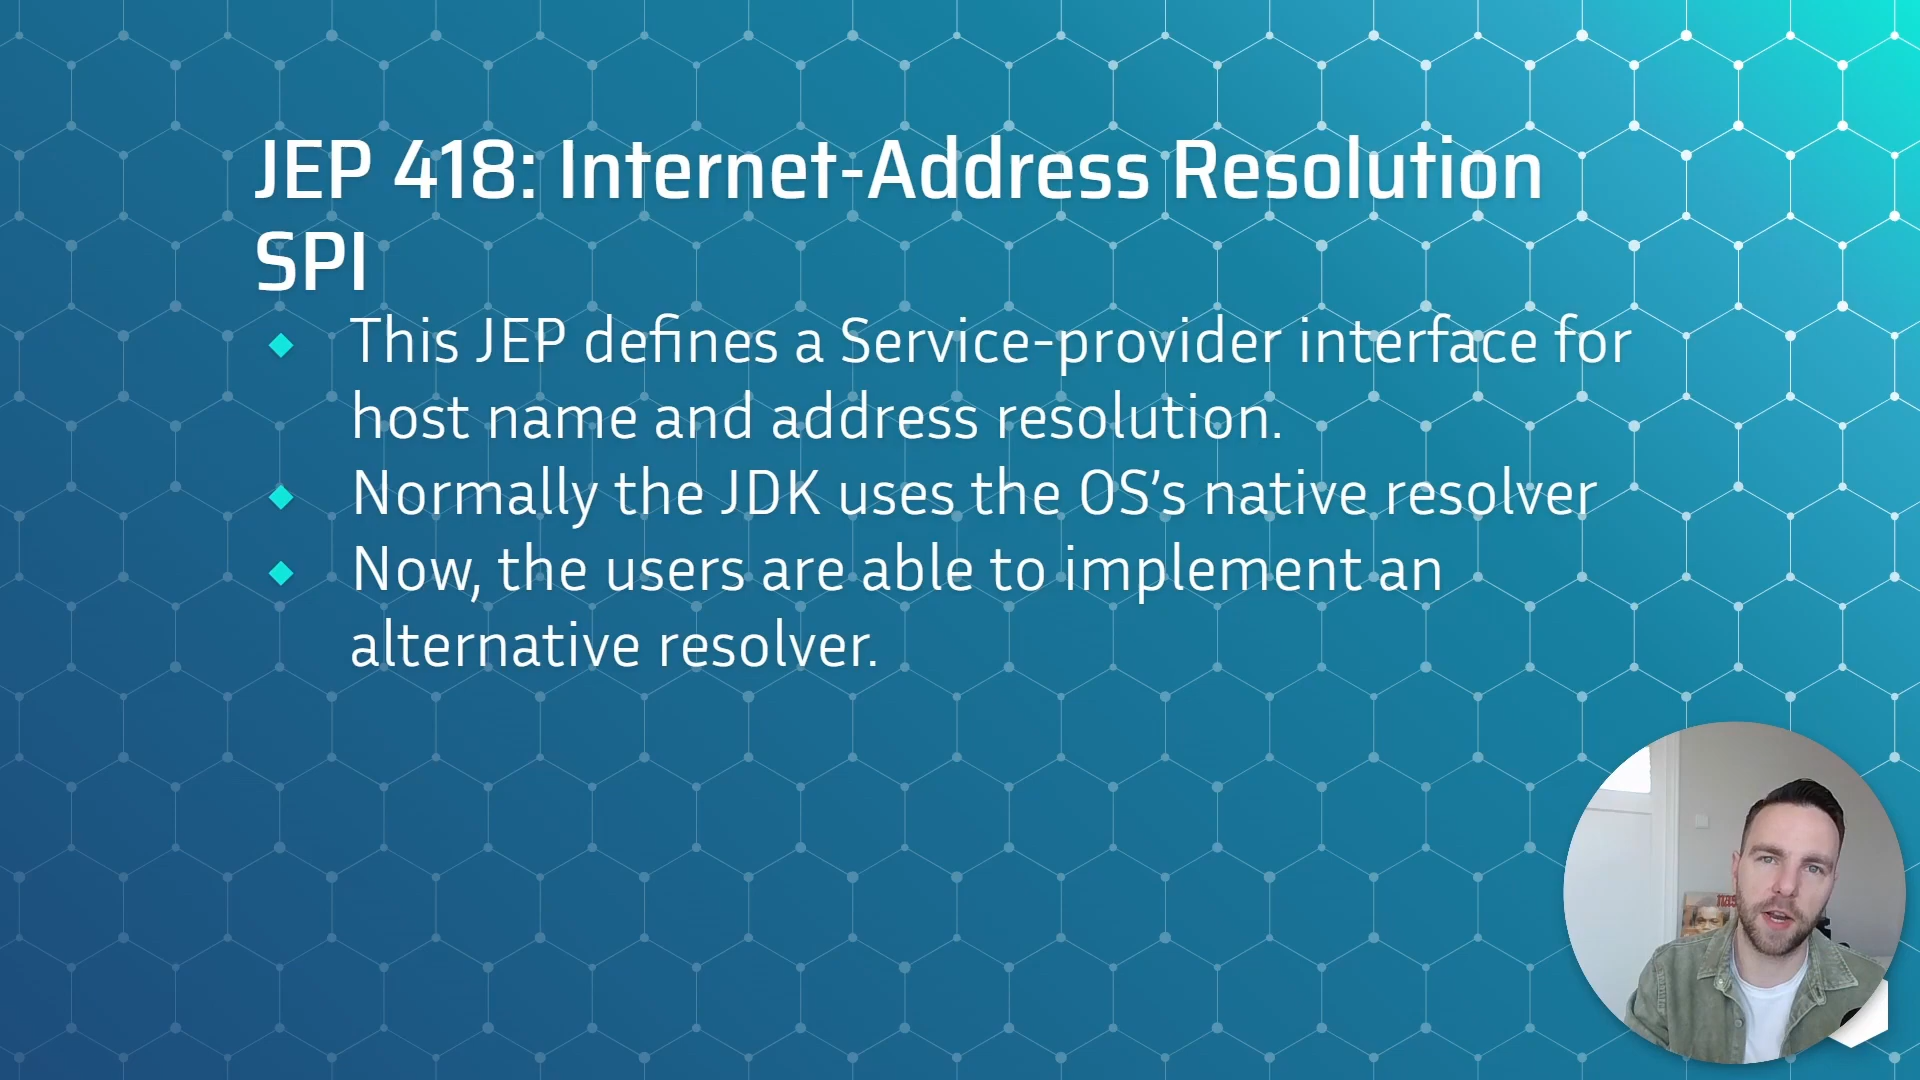 JEP 418: Internet-Address Resolution
SPI
This JEP defines a Service-provider interface for
host name and address resolution.
Normally the JDK uses the OS’s native resolver
Now, the users are able to implement an
alternative resolver.